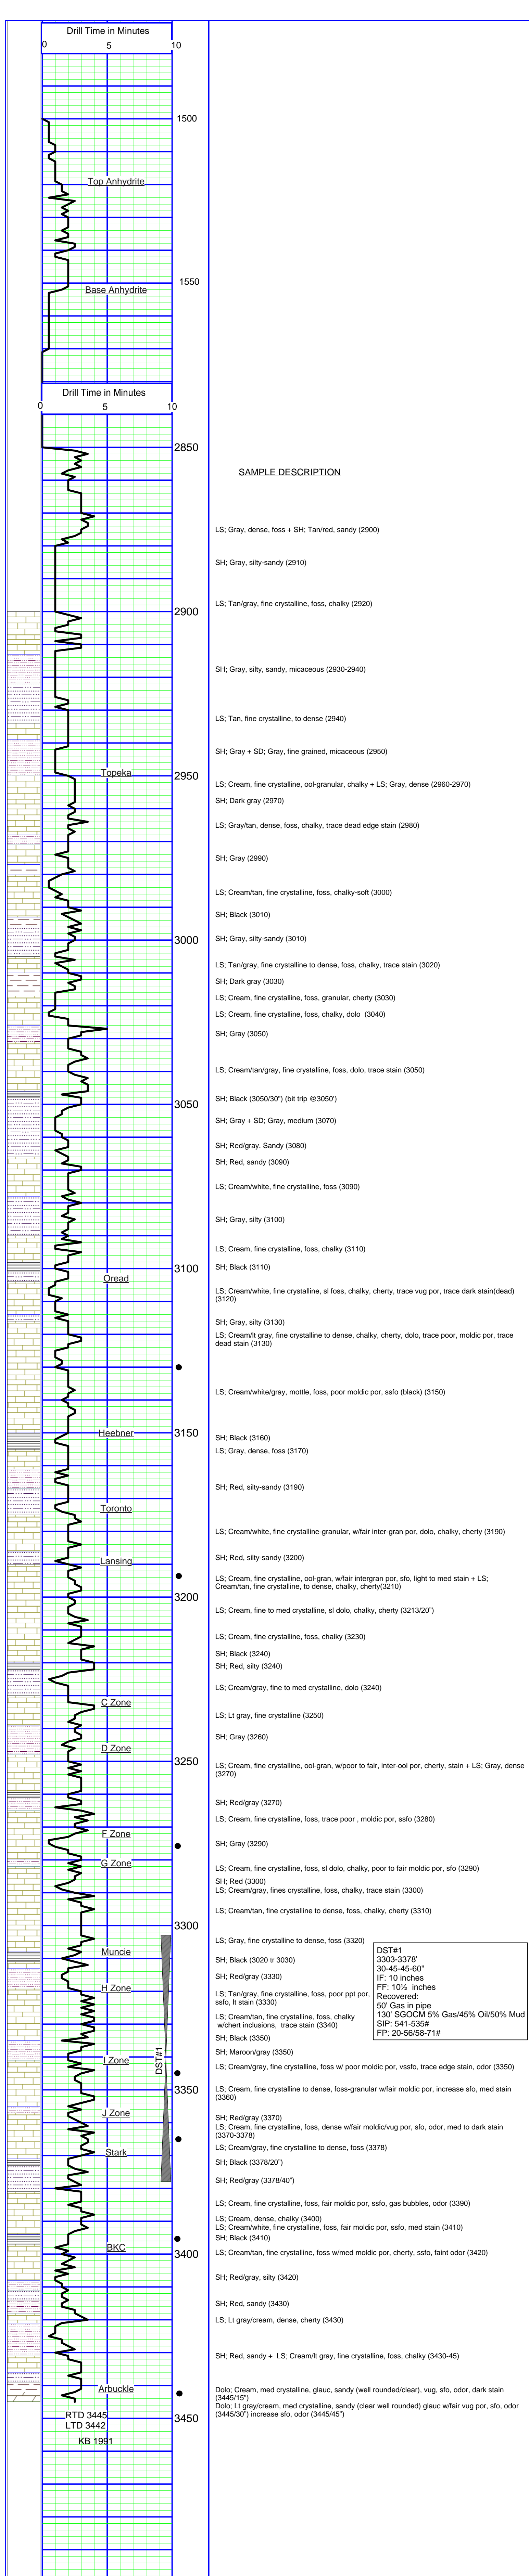 Drill Time in Minutes
0 5 10
1500
Top Anhydrite
1550
Base Anhydrite
Drill Time in Minutes
0 5 10
2850
SAMPLE DESCRIPTION
LS; Gray, dense, foss + SH; Tan/red, sandy (2900)
SH; Gray, silty-sandy (2910)
LS; Tan/gray, fine crystalline, foss, chalky (2920)
2900
SH; Gray, silty, sandy, micaceous (2930-2940)
LS; Tan, fine crystalline, to dense (2940)
SH; Gray + SD; Gray, fine grained, micaceous (2950)
Topeka
2950
LS; Cream, fine crystalline, ool-granular, chalky + LS; Gray, dense (2960-2970)
SH; Dark gray (2970)
LS; Gray/tan, dense, foss, chalky, trace dead edge stain (2980)
SH; Gray (2990)
LS; Cream/tan, fine crystalline, foss, chalky-soft (3000)
SH; Black (3010)
SH; Gray, silty-sandy (3010)
3000
LS; Tan/gray, fine crystalline to dense, foss, chalky, trace stain (3020)
SH; Dark gray (3030)
LS; Cream, fine crystalline, foss, granular, cherty (3030)
LS; Cream, fine crystalline, foss, chalky, dolo (3040)
SH; Gray (3050)
LS; Cream/tan/gray, fine crystalline, foss, dolo, trace stain (3050)
SH; Black (3050/30") (bit trip @3050')
3050
SH; Gray + SD; Gray, medium (3070)
SH; Red/gray. Sandy (3080)
SH; Red, sandy (3090)
LS; Cream/white, fine crystalline, foss (3090)
SH; Gray, silty (3100)
LS; Cream, fine crystalline, foss, chalky (3110)
SH; Black (3110)
3100
Oread
LS; Cream/white, fine crystalline, sl foss, chalky, cherty, trace vug por, trace dark stain(dead)
(3120)
SH; Gray, silty (3130)
LS; Cream/lt gray, fine crystalline to dense, chalky, cherty, dolo, trace poor, moldic por, trace
dead stain (3130)
LS; Cream/white/gray, mottle, foss, poor moldic por, ssfo (black) (3150)
Heebner
3150
SH; Black (3160)
LS; Gray, dense, foss (3170)
SH; Red, silty-sandy (3190)
Toronto
LS; Cream/white, fine crystalline-granular, w/fair inter-gran por, dolo, chalky, cherty (3190)
SH; Red, silty-sandy (3200)
Lansing
LS; Cream, fine crystalline, ool-gran, w/fair intergran por, sfo, light to med stain + LS;
Cream/tan, fine crystalline, to dense, chalky, cherty(3210)
3200
LS; Cream, fine to med crystalline, sl dolo, chalky, cherty (3213/20")
LS; Cream, fine crystalline, foss, chalky (3230)
SH; Black (3240)
SH; Red, silty (3240)
LS; Cream/gray, fine to med crystalline, dolo (3240)
C Zone
LS; Lt gray, fine crystalline (3250)
SH; Gray (3260)
D Zone
3250
LS; Cream, fine crystalline, ool-gran, w/poor to fair, inter-ool por, cherty, stain + LS; Gray, dense
(3270)
SH; Red/gray (3270)
LS; Cream, fine crystalline, foss, trace poor , moldic por, ssfo (3280)
F Zone
SH; Gray (3290)
G Zone
LS; Cream, fine crystalline, foss, sl dolo, chalky, poor to fair moldic por, sfo (3290)
SH; Red (3300)
LS; Cream/gray, fines crystalline, foss, chalky, trace stain (3300)
LS; Cream/tan, fine crystalline to dense, foss, chalky, cherty (3310)
3300
LS; Gray, fine crystalline to dense, foss (3320)
Muncie
SH; Black (3020 tr 3030)
SH; Red/gray (3330)
DST#1
3303-3378'
30-45-45-60"
IF: 10 inches
FF: 10½ inches
Recovered:
50' Gas in pipe
130' SGOCM 5% Gas/45% Oil/50% Mud
SIP: 541-535#
FP: 20-56/58-71#
H Zone
LS; Tan/gray, fine crystalline, foss, poor ppt por,
ssfo, lt stain (3330)
LS; Cream/tan, fine crystalline, foss, chalky
w/chert inclusions, trace stain (3340)
SH; Black (3350)
SH; Maroon/gray (3350)
DST#1
I Zone
LS; Cream/gray, fine crystalline, foss w/ poor moldic por, vssfo, trace edge stain, odor (3350)
3350
LS; Cream, fine crystalline to dense, foss-granular w/fair moldic por, increase sfo, med stain
(3360)
J Zone
SH; Red/gray (3370)
LS; Cream, fine crystalline, foss, dense w/fair moldic/vug por, sfo, odor, med to dark stain
(3370-3378)
LS; Cream/gray, fine crystalline to dense, foss (3378)
Stark
SH; Black (3378/20")
SH; Red/gray (3378/40")
LS; Cream, fine crystalline, foss, fair moldic por, ssfo, gas bubbles, odor (3390)
LS; Cream, dense, chalky (3400)
LS; Cream/white, fine crystalline, foss, fair moldic por, ssfo, med stain (3410)
SH; Black (3410)
BKC
3400
LS; Cream/tan, fine crystalline, foss w/med moldic por, cherty, ssfo, faint odor (3420)
SH; Red/gray, silty (3420)
SH; Red, sandy (3430)
LS; Lt gray/cream, dense, cherty (3430)
SH; Red, sandy + LS; Cream/lt gray, fine crystalline, foss, chalky (3430-45)
Arbuckle
Dolo; Cream, med crystalline, glauc, sandy (well rounded/clear), vug, sfo, odor, dark stain
(3445/15")
Dolo; Lt gray/cream, med crystalline, sandy (clear well rounded) glauc w/fair vug por, sfo, odor
(3445/30") increase sfo, odor (3445/45")
RTD 3445
3450
LTD 3442
KB 1991